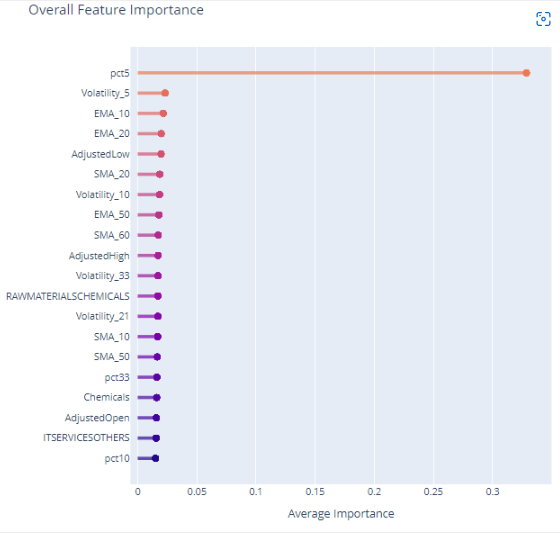 Overall Feature Importance
pct5
Volatility_5
EMA_10
EMA_20
AdjustedLow
SMA_20
Volatility_10
EMA_50
SMA_60
AdjustedHigh
Volatility_33
RAWMATERIALSCHEMICALS
Volatility_21
SMA_10
SMA_50
pct33
Chemicals
AdjustedOpen
ITSERVICESOTHERS
pct10
0 0.05 0.1 0.15 0.2 0.25 0.3
Average Importance